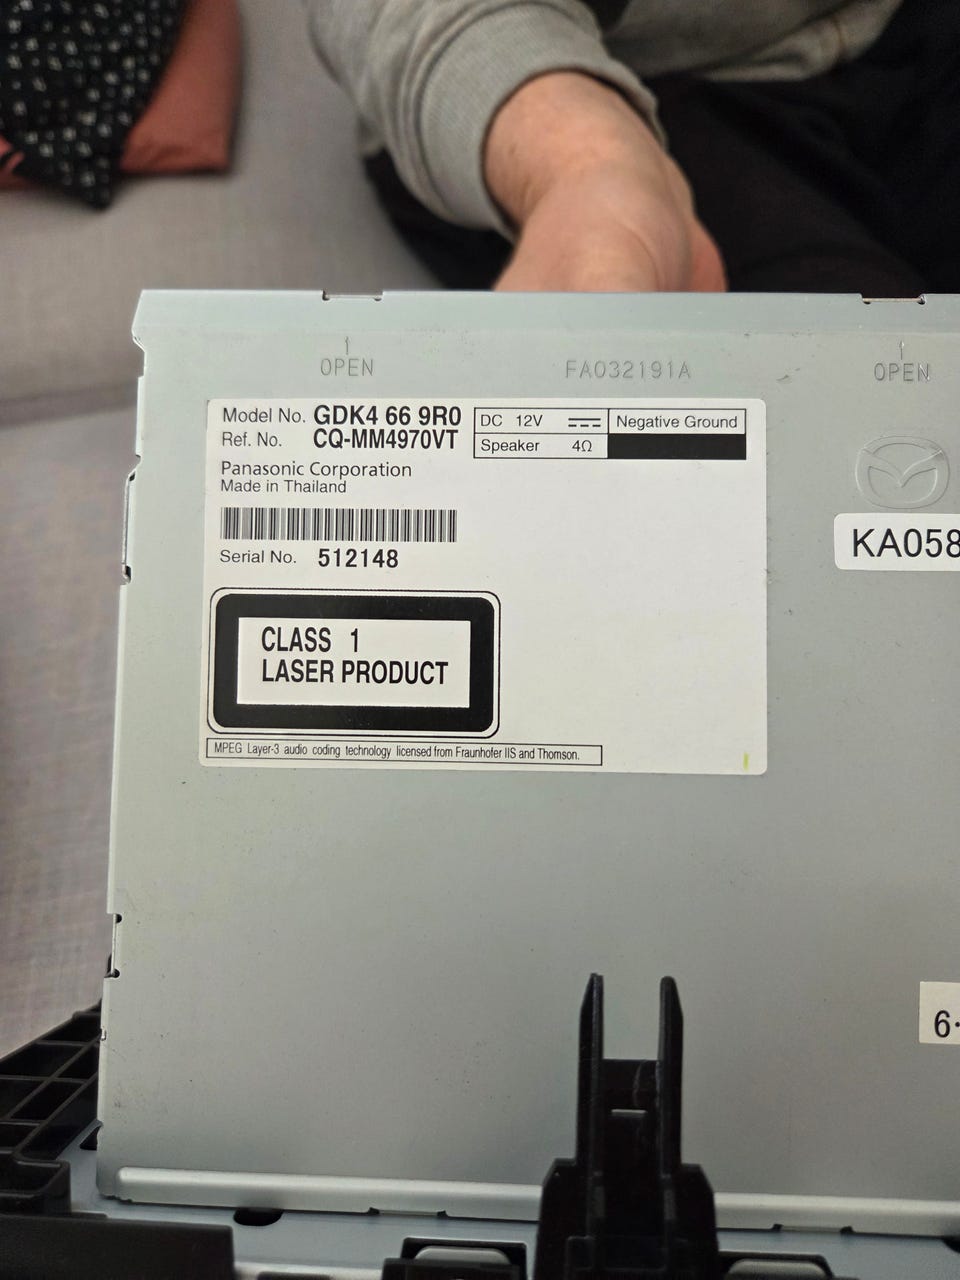 OPEN
FA032191A
OPEN
Model No. GDK4 66 9R0
Ref. No. CQ-MM4970VT
DC 12V
Negative Ground
Speaker 4Ω
Panasonic Corporation
Made in Thailand
Serial No. 512148
KA058
CLASS 1
LASER PRODUCT
MPEG Layer-3 audio coding technology licensed from Fraunhofer IIS and Thomson.
6-